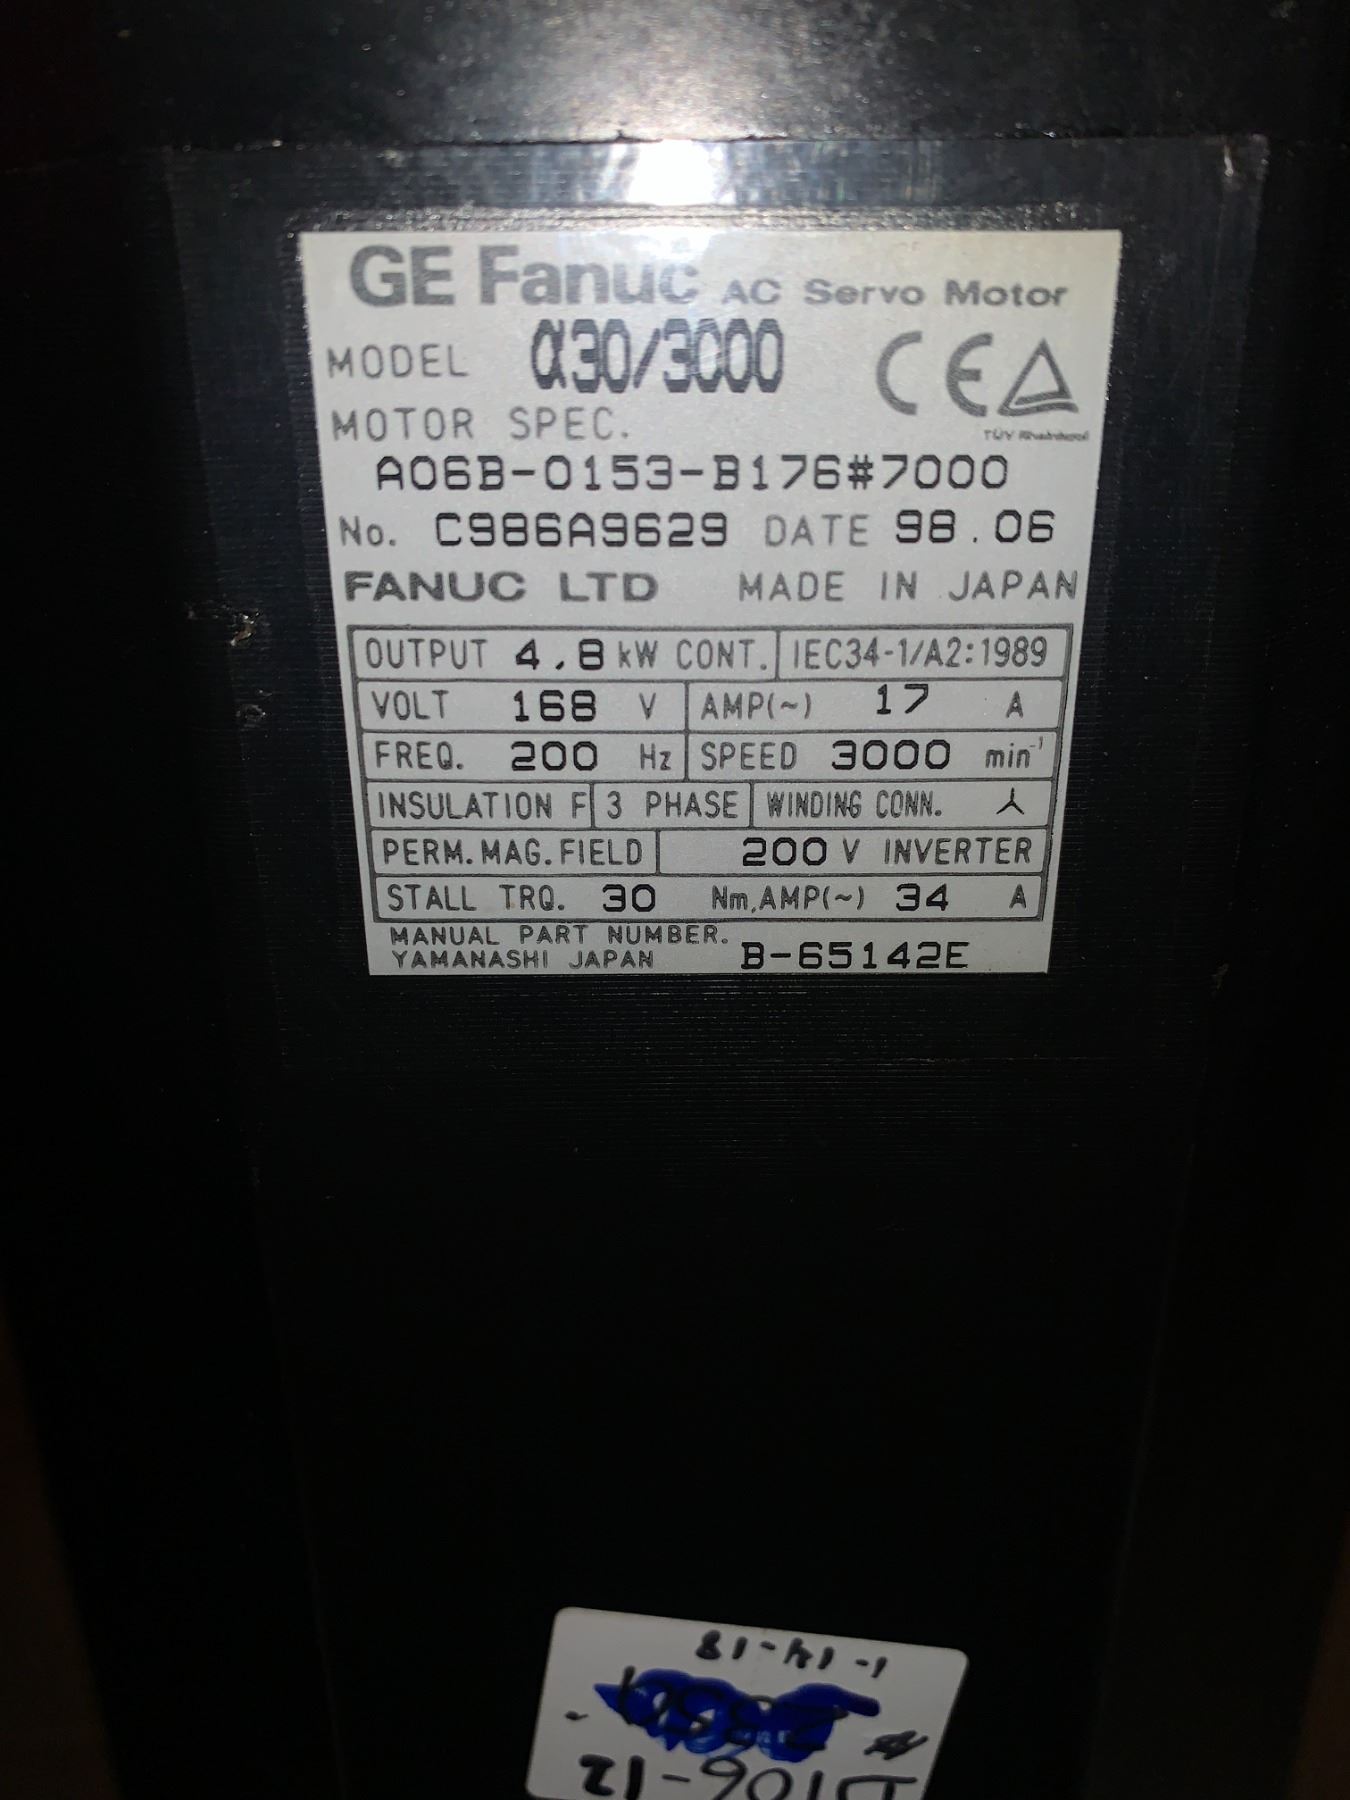 GE Fanuc AC Servo Motor
MODEL α30/3000 CE
TÜV Rheinland
MOTOR SPEC.
A06B-0153-B176#7000
No. C986A9629 DATE 98.06
FANUC LTD MADE IN JAPAN
OUTPUT 4.8 kW CONT. IEC34-1/A2:1989
VOLT 168 V AMP(~) 17 A
FREQ. 200 Hz SPEED 3000 min⁻¹
INSULATION F 3 PHASE WINDING CONN.
PERM.MAG.FIELD 200 V INVERTER
STALL TRQ. 30 Nm,AMP(~) 34 A
MANUAL PART NUMBER.
YAMANASHI JAPAN B-65142E